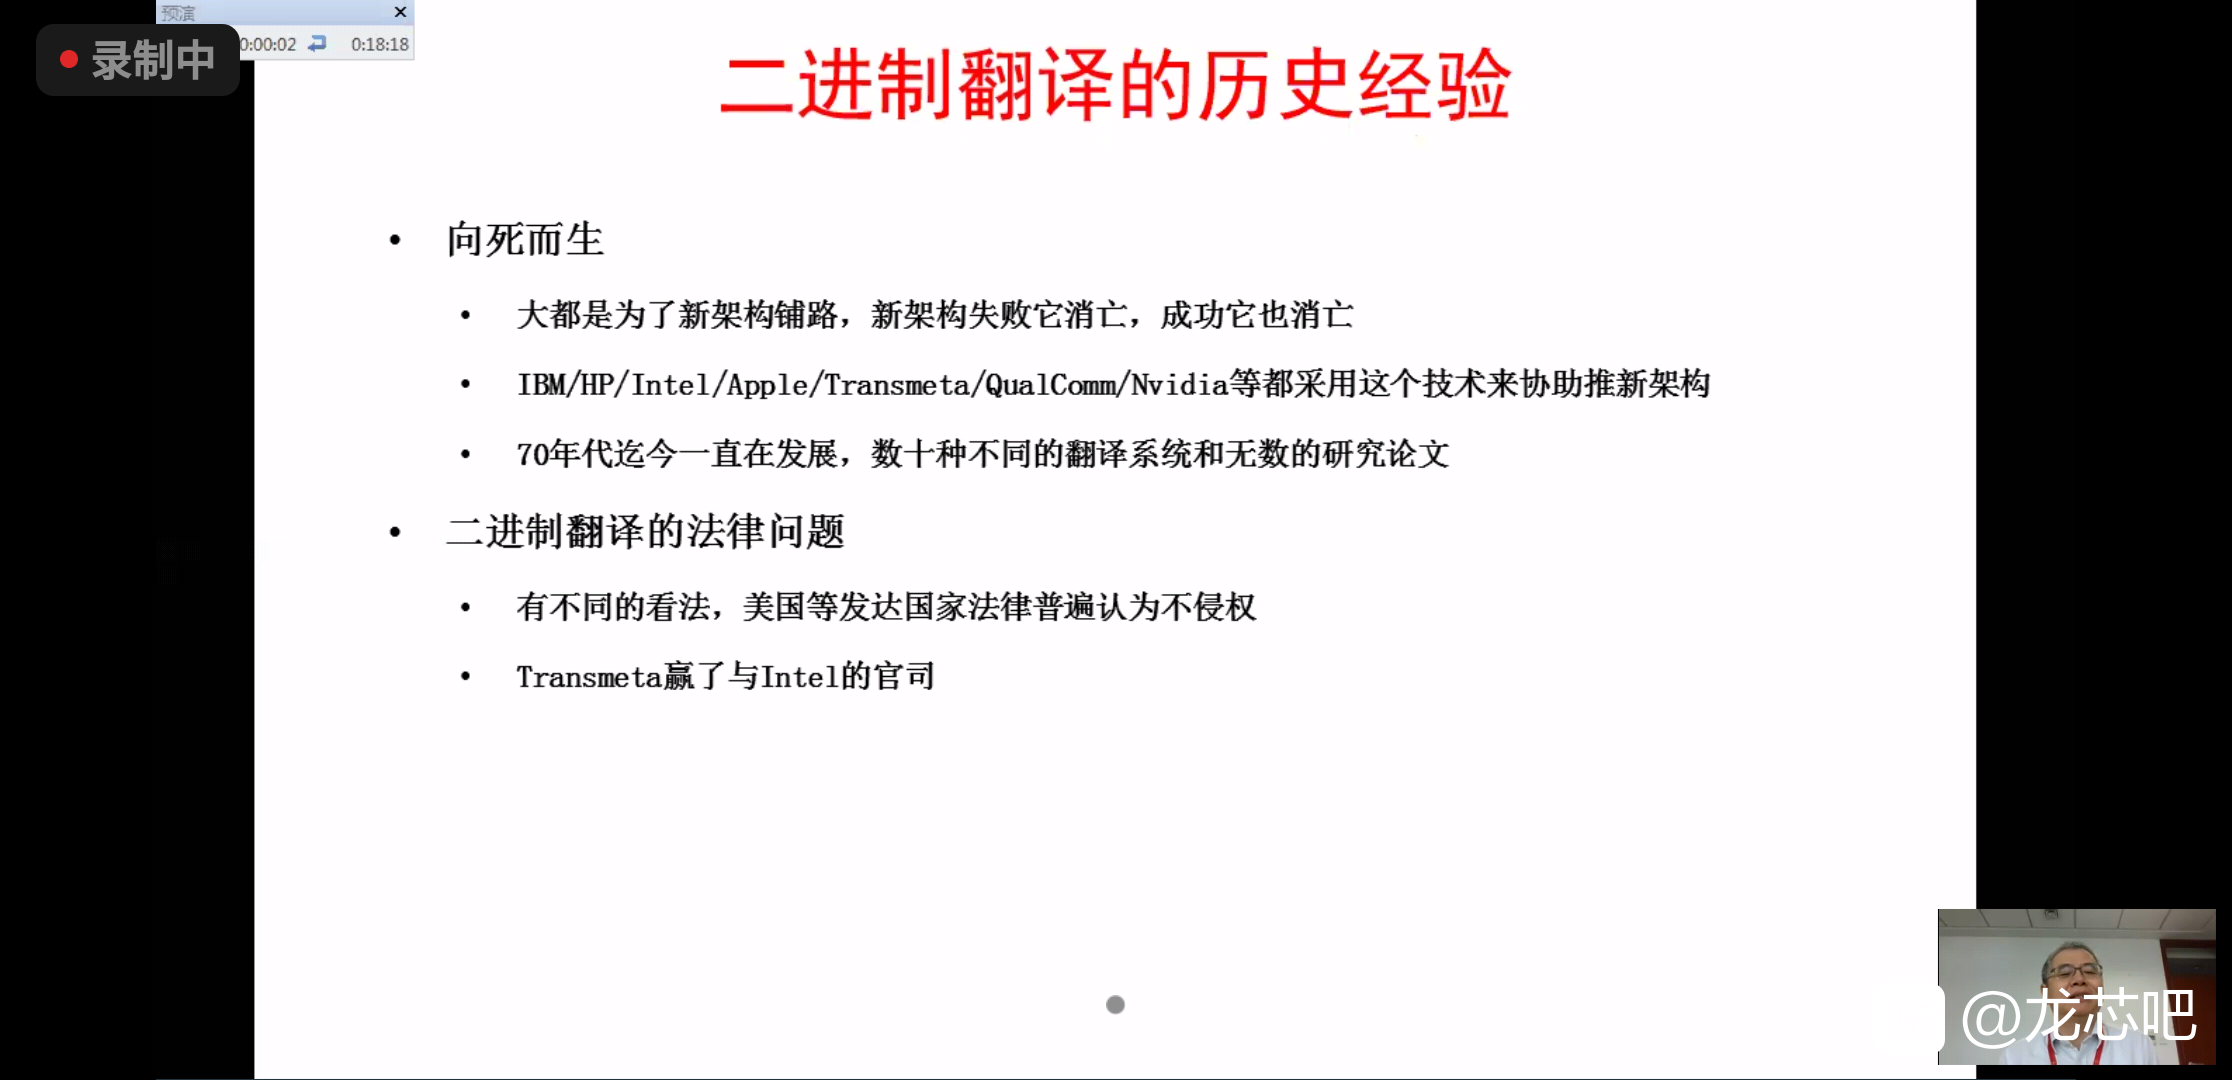 预演
录制中
0:00:02 0:18:18
二进制翻译的历史经验
• 向死而生
• 大都是为了新架构铺路，新架构失败它消亡，成功它也消亡
• IBM/HP/Intel/Apple/Transmeta/QualComm/Nvidia等都采用这个技术来协助推新架构
• 70年代迄今一直在发展，数十种不同的翻译系统和无数的研究论文
• 二进制翻译的法律问题
• 有不同的看法，美国等发达国家法律普遍认为不侵权
• Transmeta赢了与Intel的官司
@龙芯吧